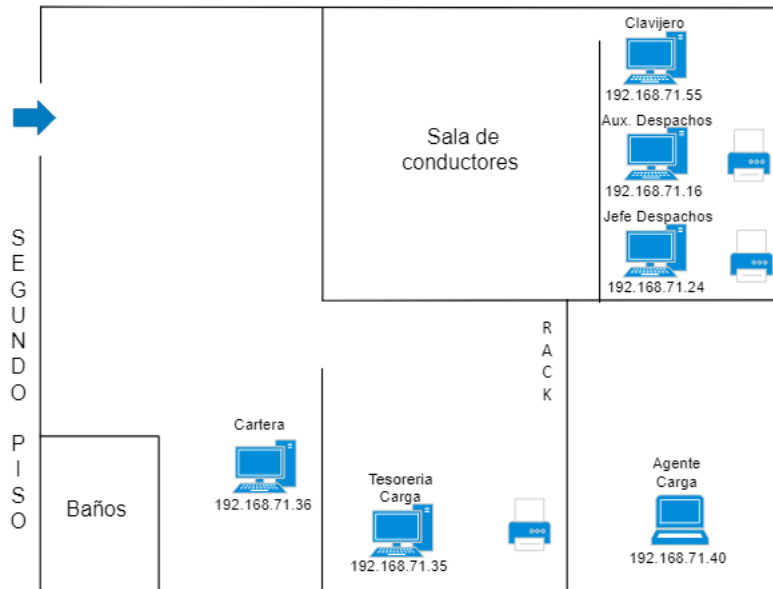 SEGUNDO PISO
Clavijero
192.168.71.55
Aux. Despachos
192.168.71.16
Jefe Despachos
192.168.71.24
Sala de
conductores
RACK
Cartera
192.168.71.36
Baños
Tesoreria
Carga
192.168.71.35
Agente
Carga
192.168.71.40